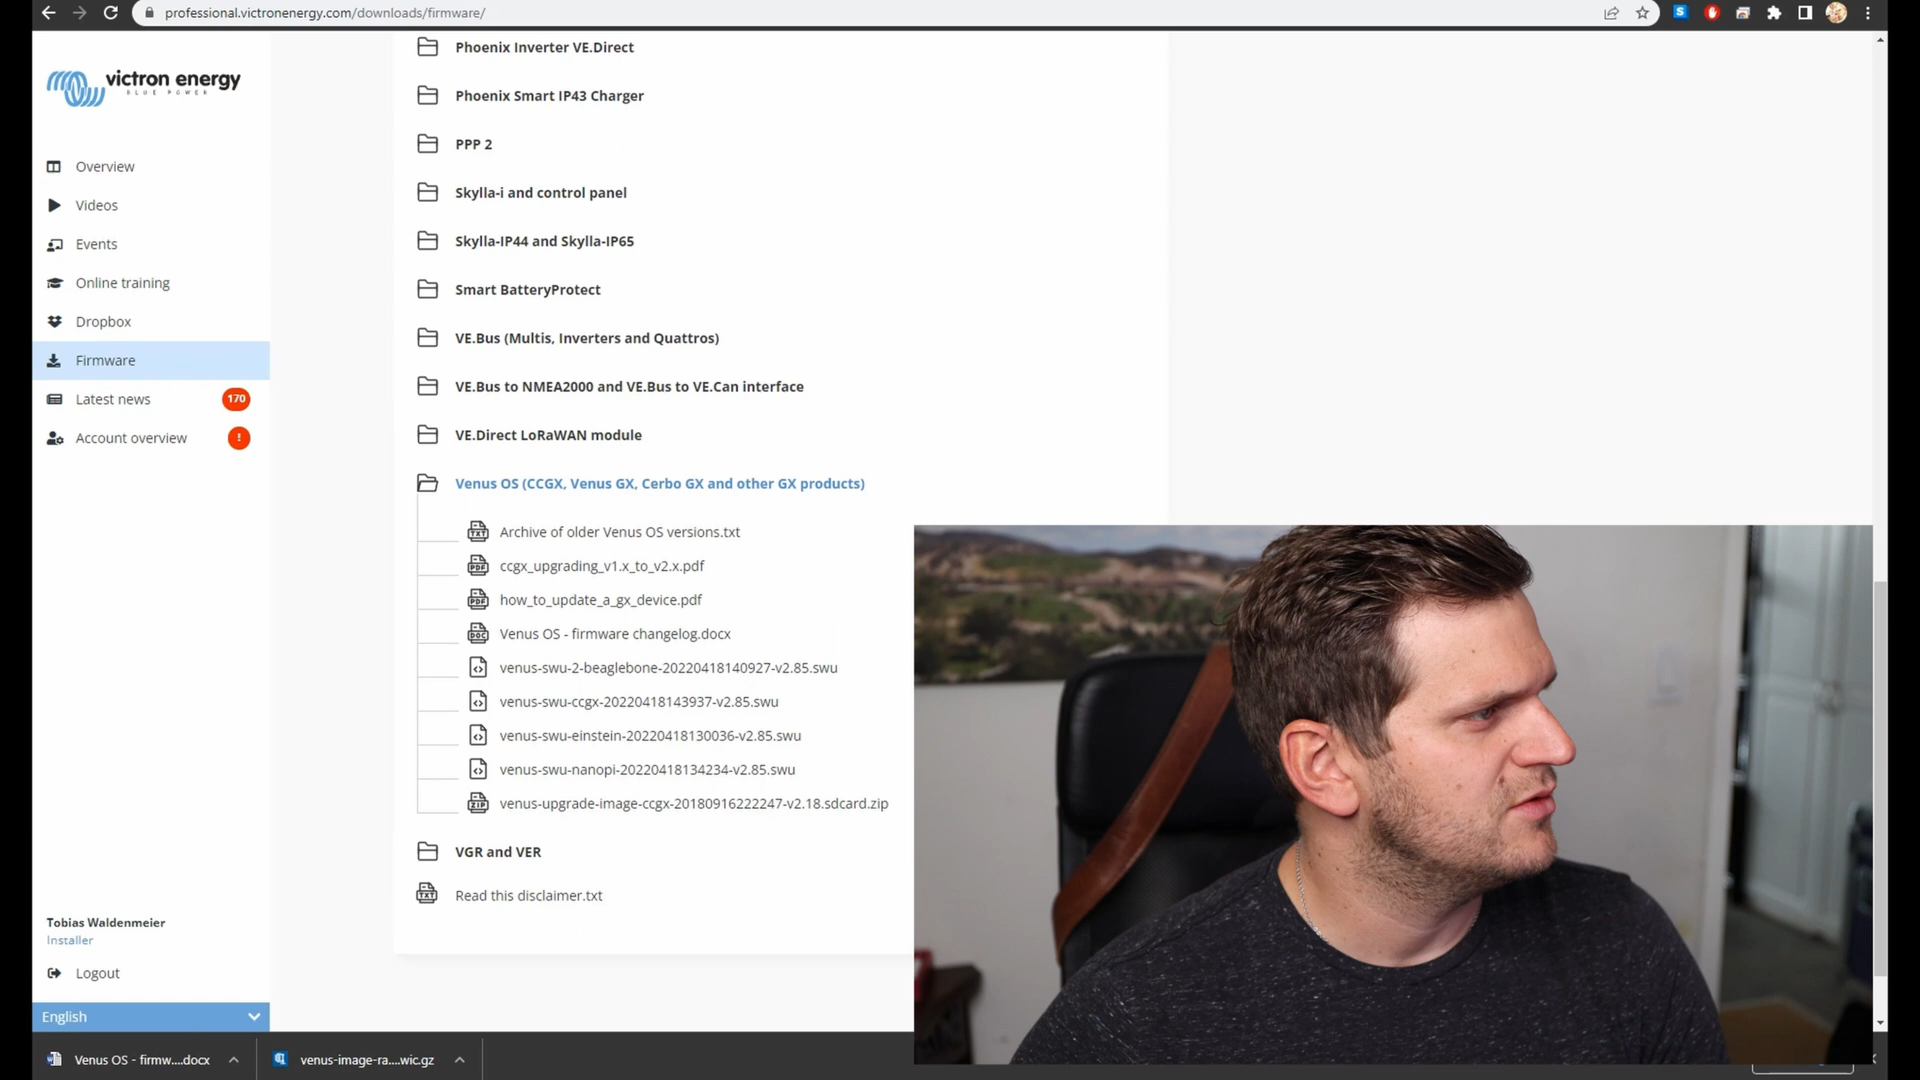 professional.victronenergy.com/downloads/firmware/
victron energy
BLUE POWER
Overview
Videos
Events
Online training
Dropbox
Firmware
Latest news
170
Account overview
!
Tobias Waldenmeier
Installer
Logout
English
Phoenix Inverter VE.Direct
Phoenix Smart IP43 Charger
PPP 2
Skylla-i and control panel
Skylla-IP44 and Skylla-IP65
Smart BatteryProtect
VE.Bus (Multis, Inverters and Quattros)
VE.Bus to NMEA2000 and VE.Bus to VE.Can interface
VE.Direct LoRaWAN module
Venus OS (CCGX, Venus GX, Cerbo GX and other GX products)
TXT
Archive of older Venus OS versions.txt
PDF
ccgx_upgrading_v1.x_to_v2.x.pdf
PDF
how_to_update_a_gx_device.pdf
DOC
Venus OS - firmware changelog.docx
venus-swu-2-beaglebone-20220418140927-v2.85.swu
venus-swu-ccgx-20220418143937-v2.85.swu
venus-swu-einstein-20220418130036-v2.85.swu
venus-swu-nanopi-20220418134234-v2.85.swu
ZIP
venus-upgrade-image-ccgx-20180916222247-v2.18.sdcard.zip
VGR and VER
TXT
Read this disclaimer.txt
Venus OS - firmw....docx
venus-image-ra....wic.gz